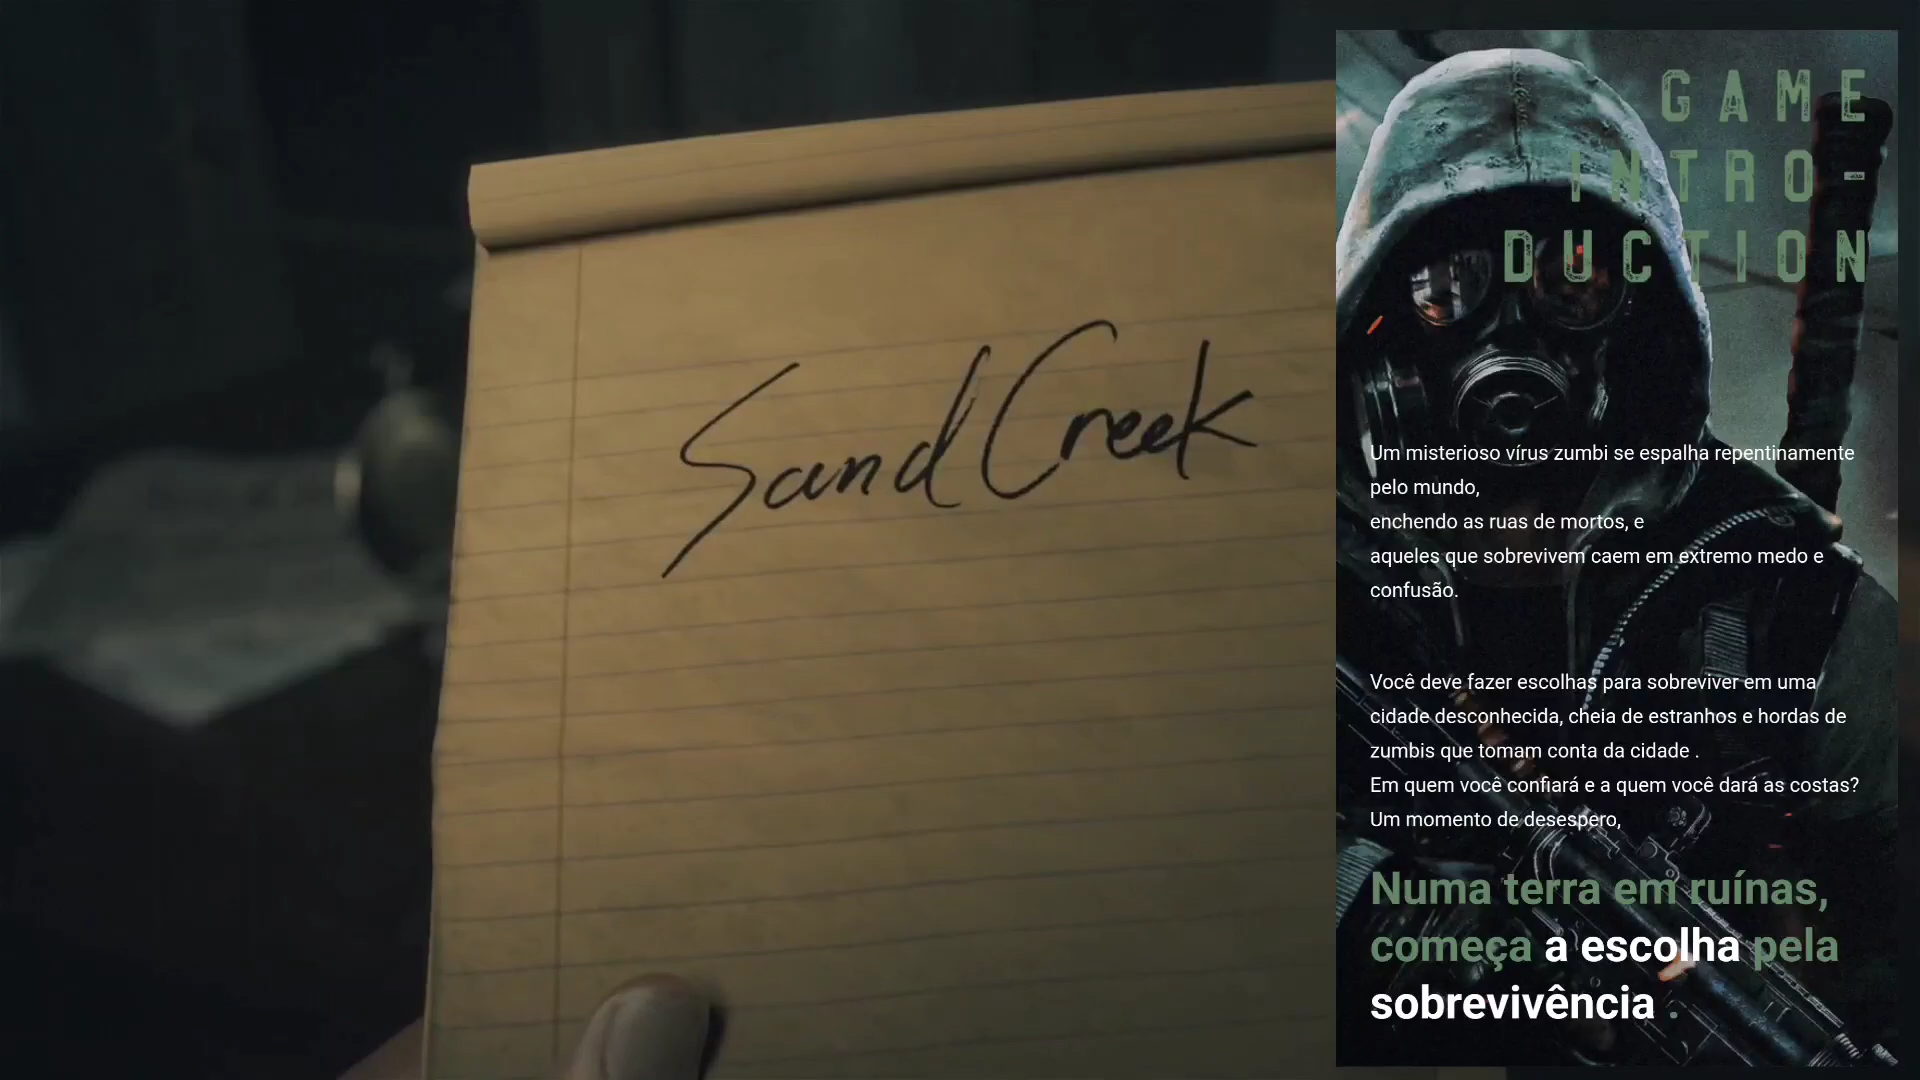 Sand Creek
GAME
INTRO-
DUCTION
Um misterioso vírus zumbi se espalha repentinamente
pelo mundo,
enchendo as ruas de mortos, e
aqueles que sobrevivem caem em extremo medo e
confusão.
Você deve fazer escolhas para sobreviver em uma
cidade desconhecida, cheia de estranhos e hordas de
zumbis que tomam conta da cidade .
Em quem você confiará e a quem você dará as costas?
Um momento de desespero,
Numa terra em ruínas,
começa a escolha pela
sobrevivência .